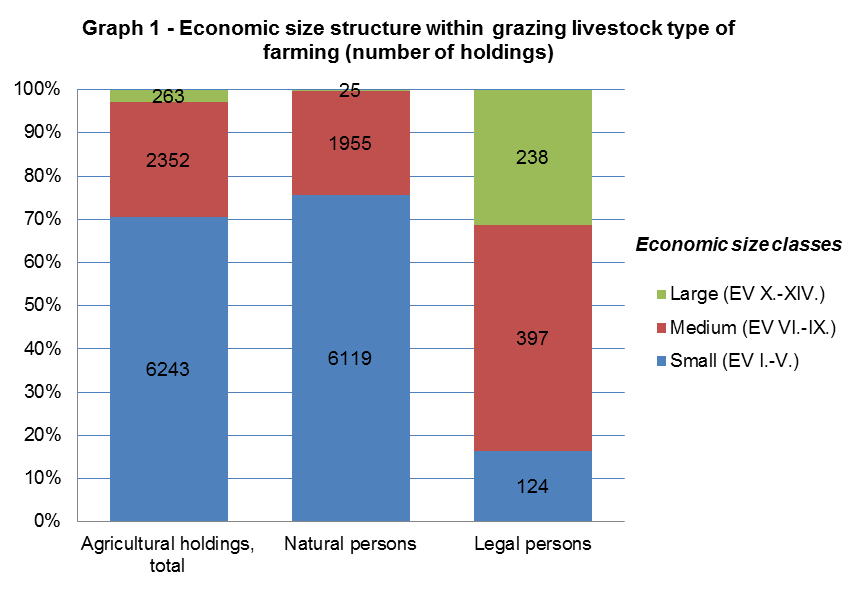 Graph 1 - Economic size structure within grazing livestock type of
farming (number of holdings)
100%
90%
80%
70%
60%
50%
40%
30%
20%
10%
0%
263
2352
6243
25
1955
6119
238
397
124
Agricultural holdings,
total
Natural persons
Legal persons
Economic size classes
Large (EV X.-XIV.)
Medium (EV VI.-IX.)
Small (EV I.-V.)